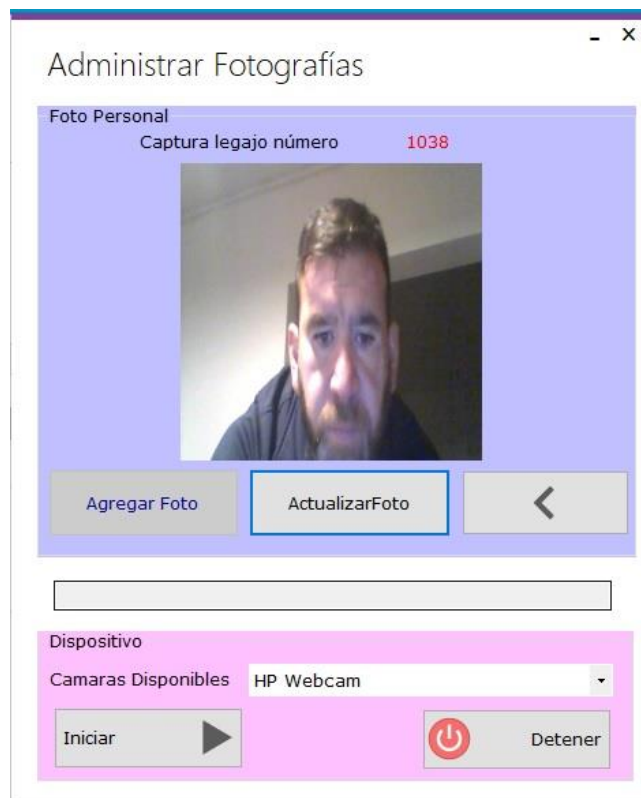 Administrar Fotografías
Foto Personal
Captura legajo número 1038
Agregar Foto ActualizarFoto
Dispositivo
Camaras Disponibles HP Webcam
Iniciar Detener